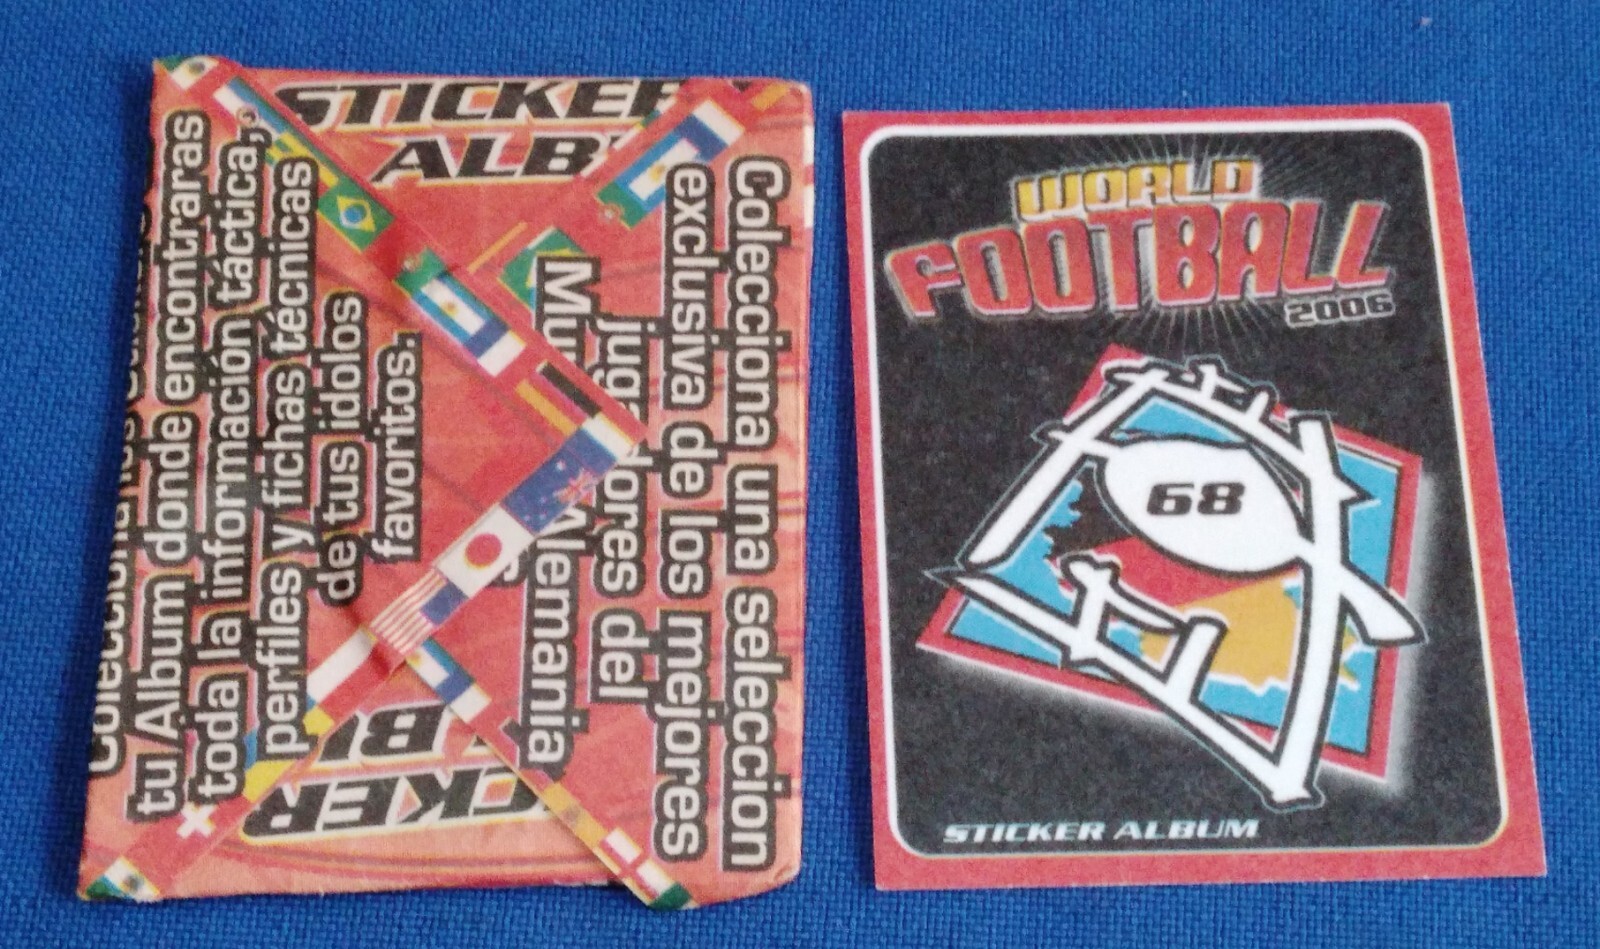 STICKER
ALB
Colecciona una seleccion
exclusiva de los mejores
jugadores del
Alemania
tu Album donde encontraras
toda la información táctica,
perfiles y fichas técnicas
de tus idolos
favoritos.
CKER
WORLD
FOOTBALL
2006
68
STICKER ALBUM